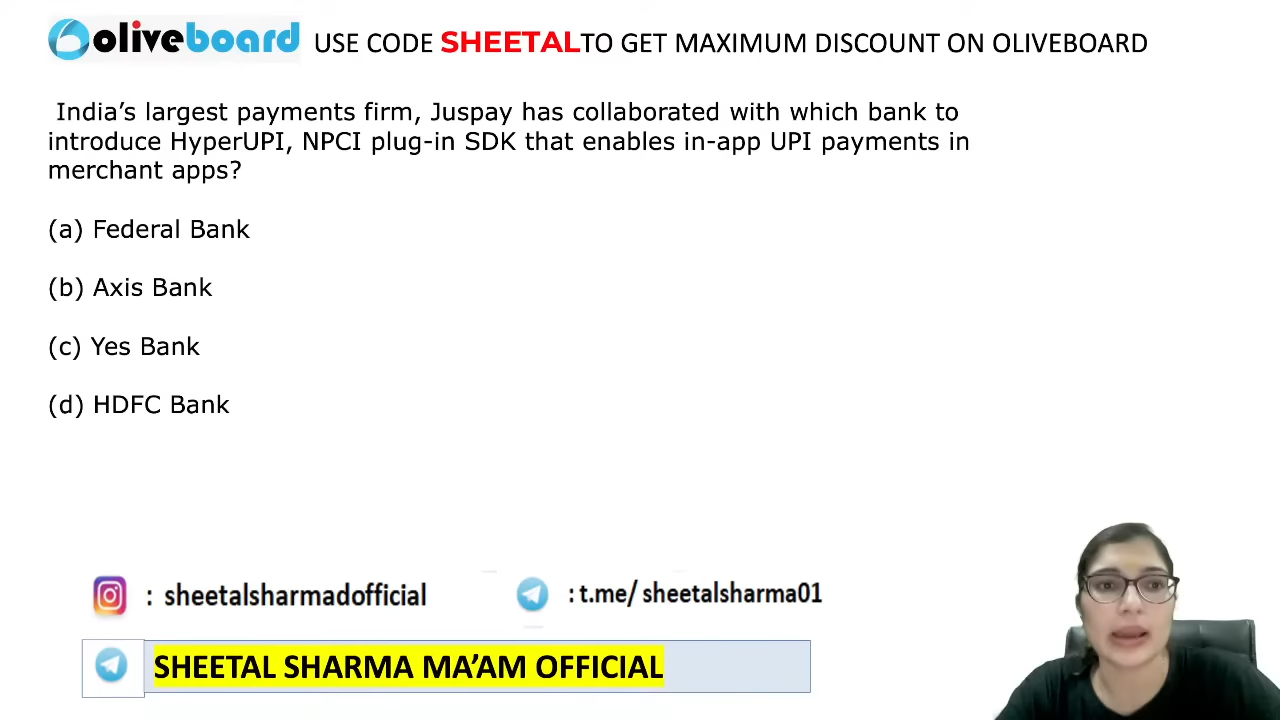 oliveboard USE CODE SHEETAL TO GET MAXIMUM DISCOUNT ON OLIVEBOARD
India’s largest payments firm, Juspay has collaborated with which bank to
introduce HyperUPI, NPCI plug-in SDK that enables in-app UPI payments in
merchant apps?
(a) Federal Bank
(b) Axis Bank
(c) Yes Bank
(d) HDFC Bank
: sheetalsharmadofficial : t.me/ sheetalsharma01
SHEETAL SHARMA MA’AM OFFICIAL